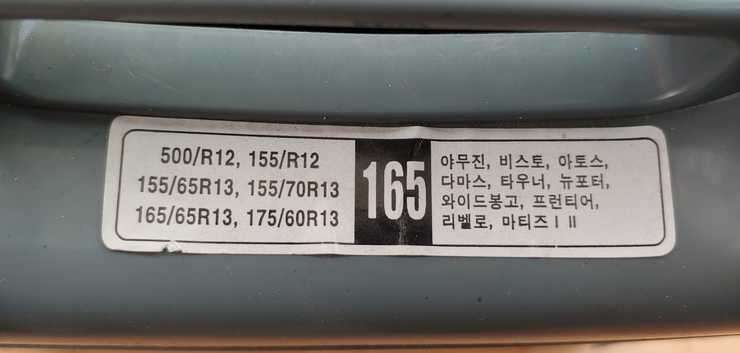 500/R12, 155/R12
155/65R13, 155/70R13
165/65R13, 175/60R13
165
야무진, 비스토, 아토스,
다마스, 타우너, 뉴포터,
와이드봉고, 프런티어,
리벨로, 마티즈 I II